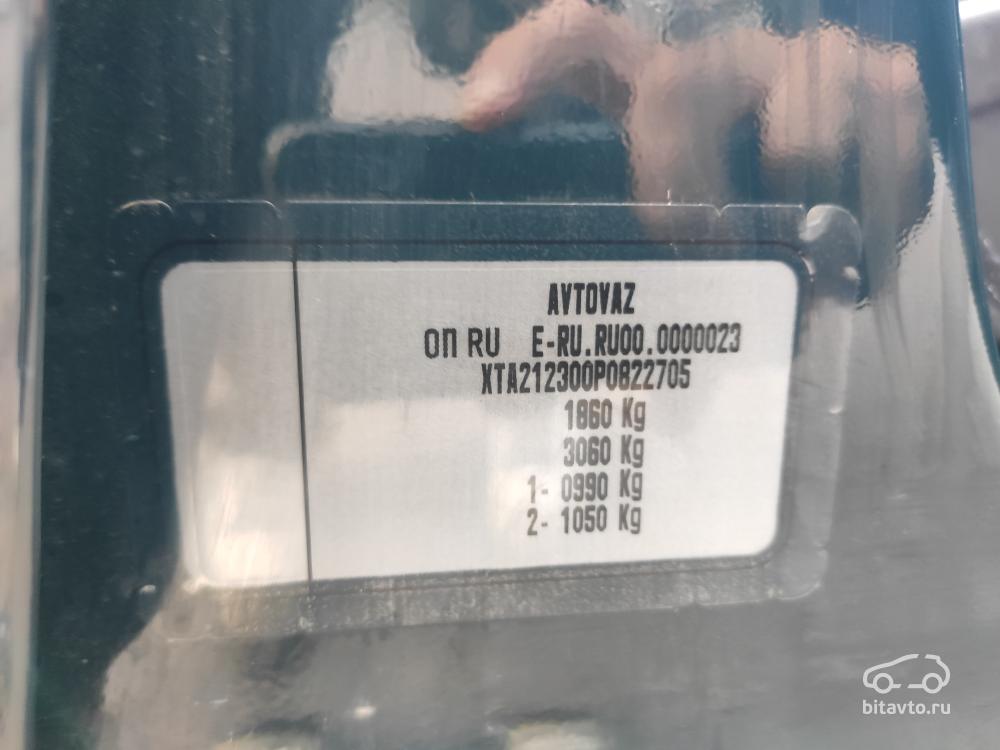 AVTOVAZ
ОП RU E-RU.RU00.0000023
XTA212300P0822705
1860 Kg
3060 Kg
1- 0990 Kg
2- 1050 Kg
bitavto.ru